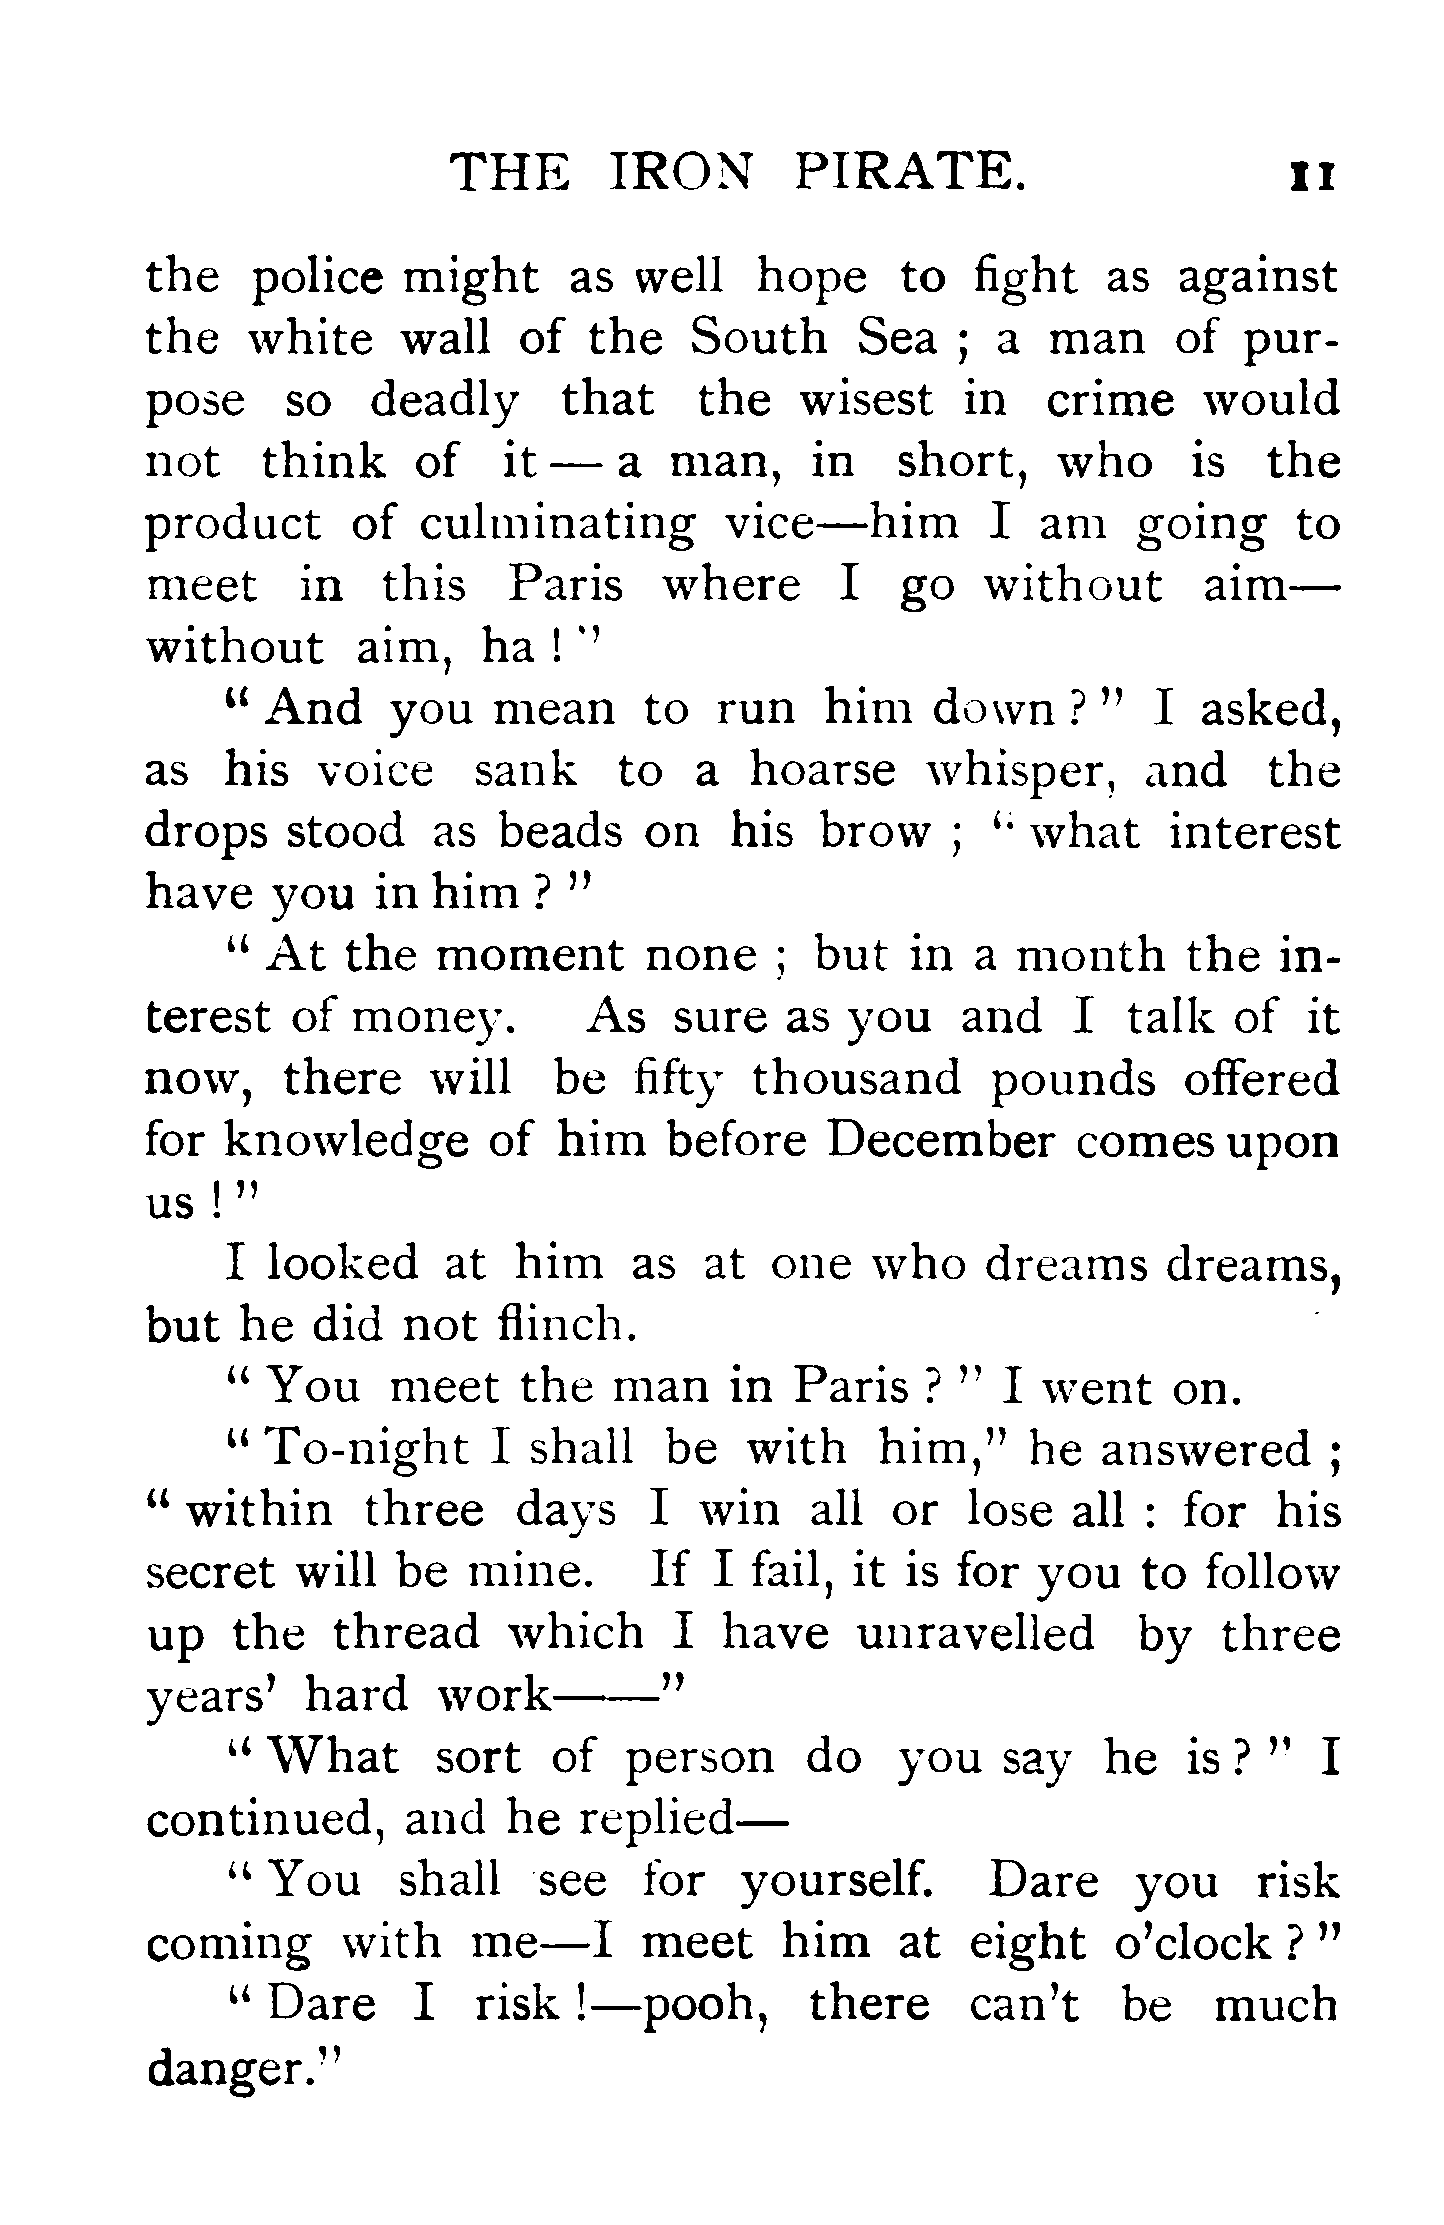 THE IRON PIRATE. 11
the police might as well hope to fight as against
the white wall of the South Sea ; a man of pur-
pose so deadly that the wisest in crime would
not think of it — a man, in short, who is the
product of culminating vice—him I am going to
meet in this Paris where I go without aim—
without aim, ha ! ”
“ And you mean to run him down ? ” I asked,
as his voice sank to a hoarse whisper, and the
drops stood as beads on his brow ; “ what interest
have you in him ? ”
“ At the moment none ; but in a month the in-
terest of money. As sure as you and I talk of it
now, there will be fifty thousand pounds offered
for knowledge of him before December comes upon
us ! ”
I looked at him as at one who dreams dreams,
but he did not flinch.
“ You meet the man in Paris ? ” I went on.
“ To-night I shall be with him,” he answered ;
“ within three days I win all or lose all : for his
secret will be mine. If I fail, it is for you to follow
up the thread which I have unravelled by three
years’ hard work——”
“ What sort of person do you say he is ? ” I
continued, and he replied—
“ You shall see for yourself. Dare you risk
coming with me—I meet him at eight o’clock ? ”
“ Dare I risk !—pooh, there can’t be much
danger.”